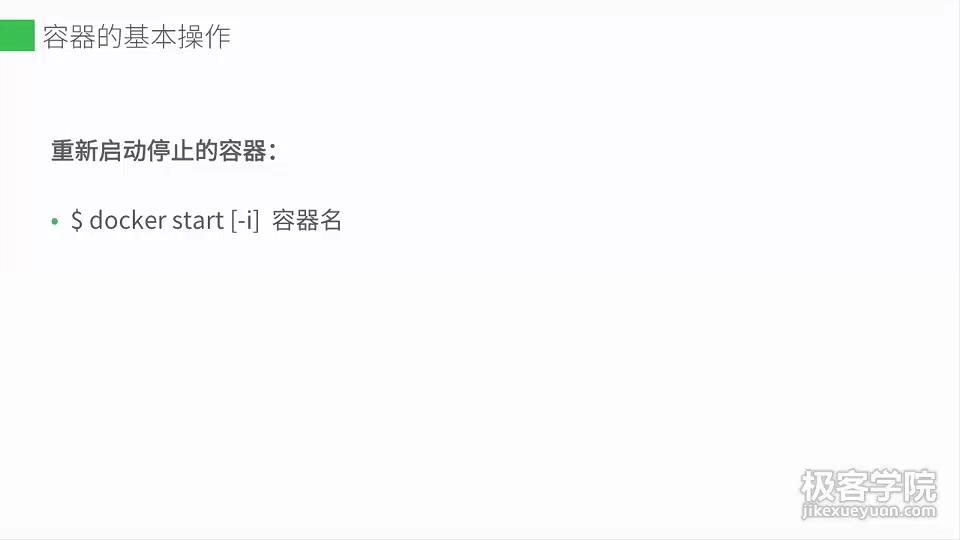 容器的基本操作
重新启动停止的容器：
• $ docker start [-i] 容器名
极客学院
jikexueyuan.com